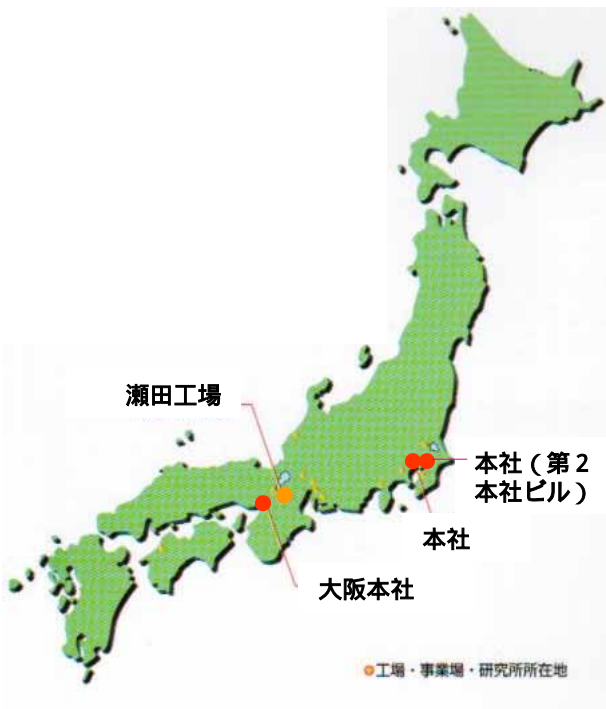 瀬田工場
本社（第２
本社ビル）
本社
大阪本社
工場・事業場・研究所所在地